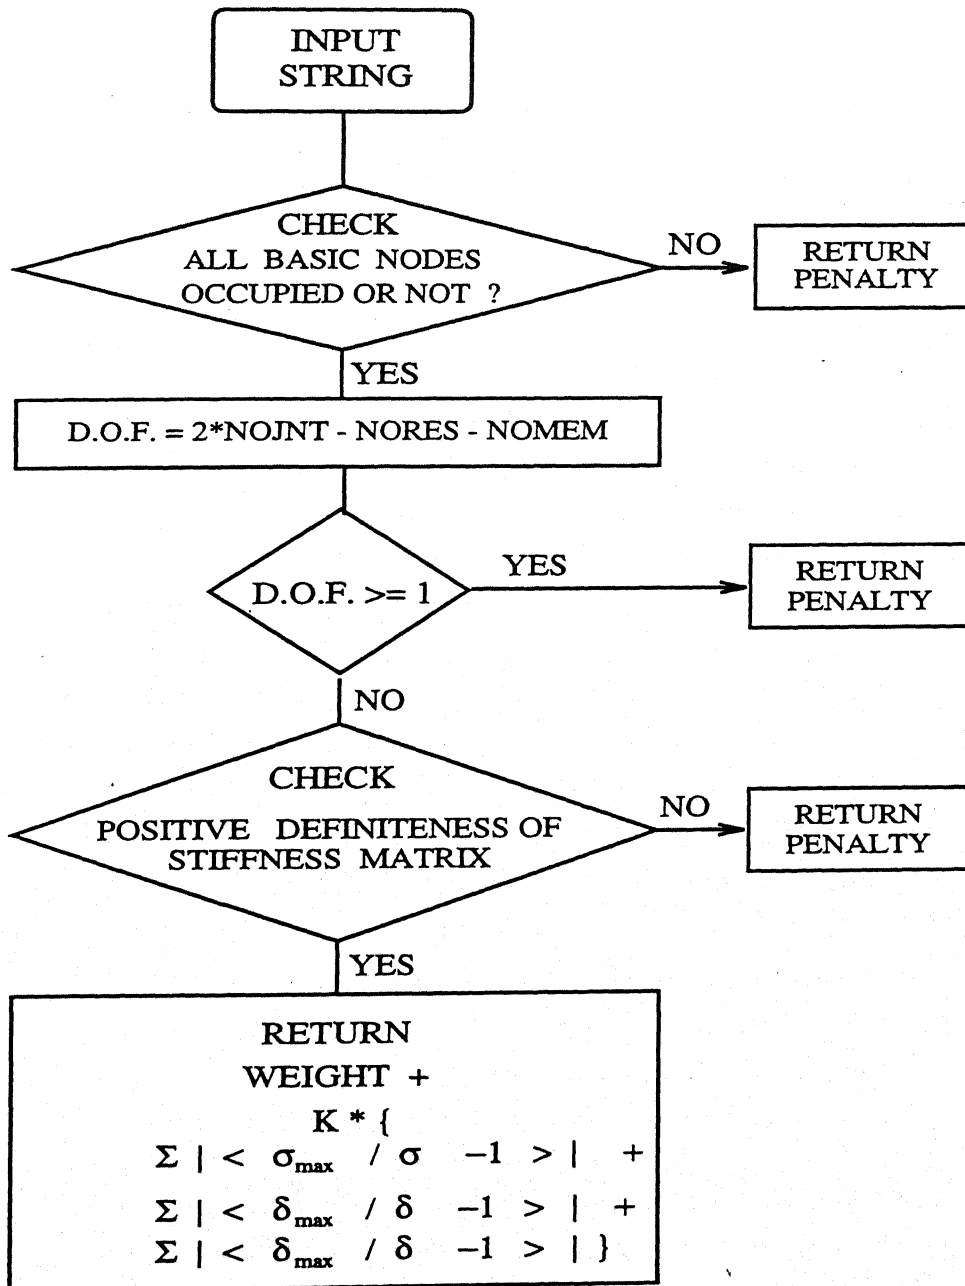 INPUT
STRING
CHECK
ALL BASIC NODES
OCCUPIED OR NOT ?
NO
RETURN
PENALTY
YES
D.O.F. = 2*NOJNT - NORES - NOMEM
D.O.F. >= 1
YES
RETURN
PENALTY
NO
CHECK
POSITIVE DEFINITENESS OF
STIFFNESS MATRIX
NO
RETURN
PENALTY
YES
RETURN
WEIGHT +
K * {
Σ | < σmax / σ -1 > | +
Σ | < δmax / δ -1 > | +
Σ | < δmax / δ -1 > | }